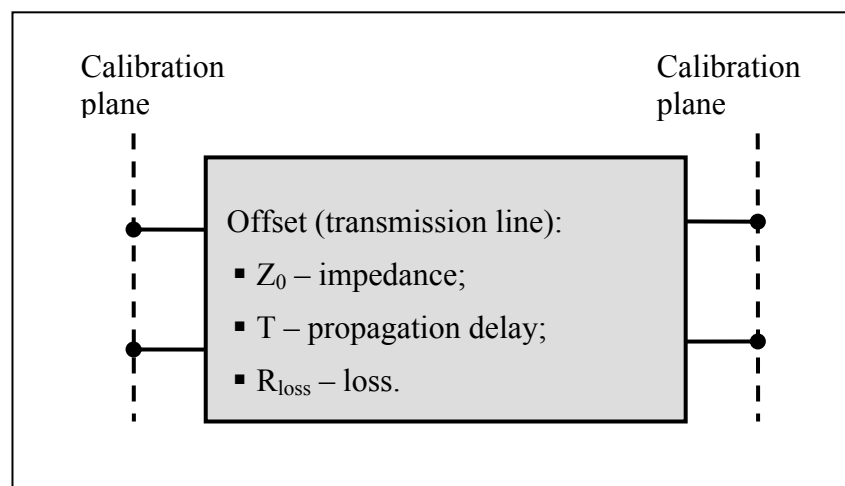 Calibration
plane
Calibration
plane
Offset (transmission line):
▪ Z₀ – impedance;
▪ T – propagation delay;
▪ Rₗₒₛₛ – loss.